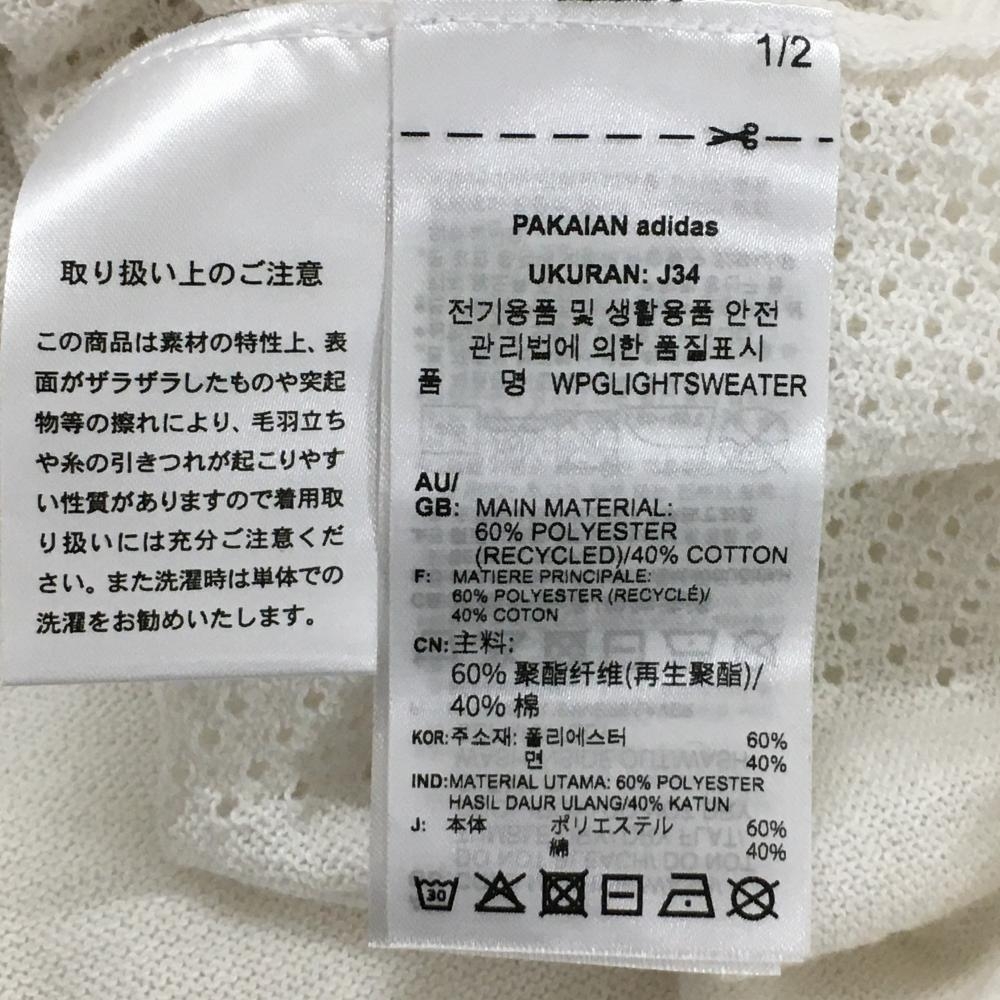 取り扱い上のご注意
この商品は素材の特性上、表
面がザラザラしたものや突起
物等の擦れにより、毛羽立ち
や糸の引きつれが起こりやす
い性質がありますので着用取
り扱いには充分ご注意くだ
さい。また洗濯時は単体での
洗濯をお勧めいたします。
1/2
PAKAIAN adidas
UKURAN: J34
전기용품 및 생활용품 안전
관리법에 의한 품질표시
품 명 WPGLIGHTSWEATER
AU/
GB: MAIN MATERIAL:
60% POLYESTER
(RECYCLED)/40% COTTON
F: MATIERE PRINCIPALE:
60% POLYESTER (RECYCLÉ)/
40% COTON
CN: 主料:
60% 聚酯纤维(再生聚酯)/
40% 棉
KOR: 주소재: 폴리에스터 60%
면 40%
IND: MATERIAL UTAMA: 60% POLYESTER
HASIL DAUR ULANG/40% KATUN
J: 本体 ポリエステル 60%
綿 40%
30